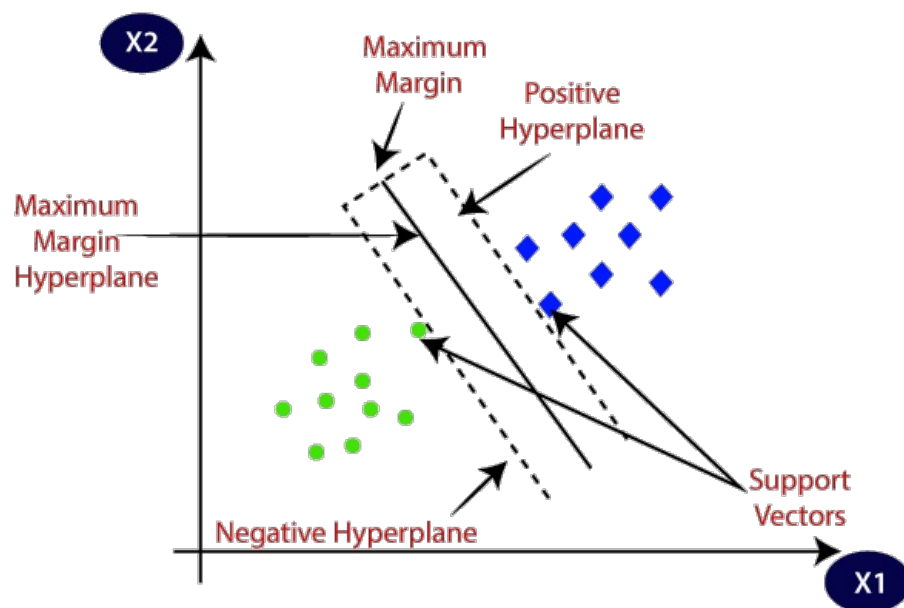 X2
Maximum
Margin
Positive
Hyperplane
Maximum
Margin
Hyperplane
Support
Vectors
Negative Hyperplane
X1